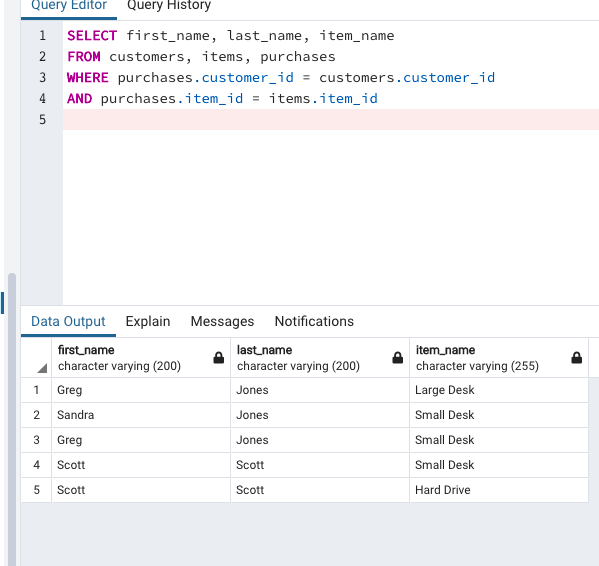 Query Editor Query History
1 SELECT first_name, last_name, item_name
2 FROM customers, items, purchases
3 WHERE purchases.customer_id = customers.customer_id
4 AND purchases.item_id = items.item_id
5
Data Output Explain Messages Notifications
first_name last_name item_name
character varying (200) character varying (200) character varying (255)
1 Greg Jones Large Desk
2 Sandra Jones Small Desk
3 Greg Jones Small Desk
4 Scott Scott Small Desk
5 Scott Scott Hard Drive